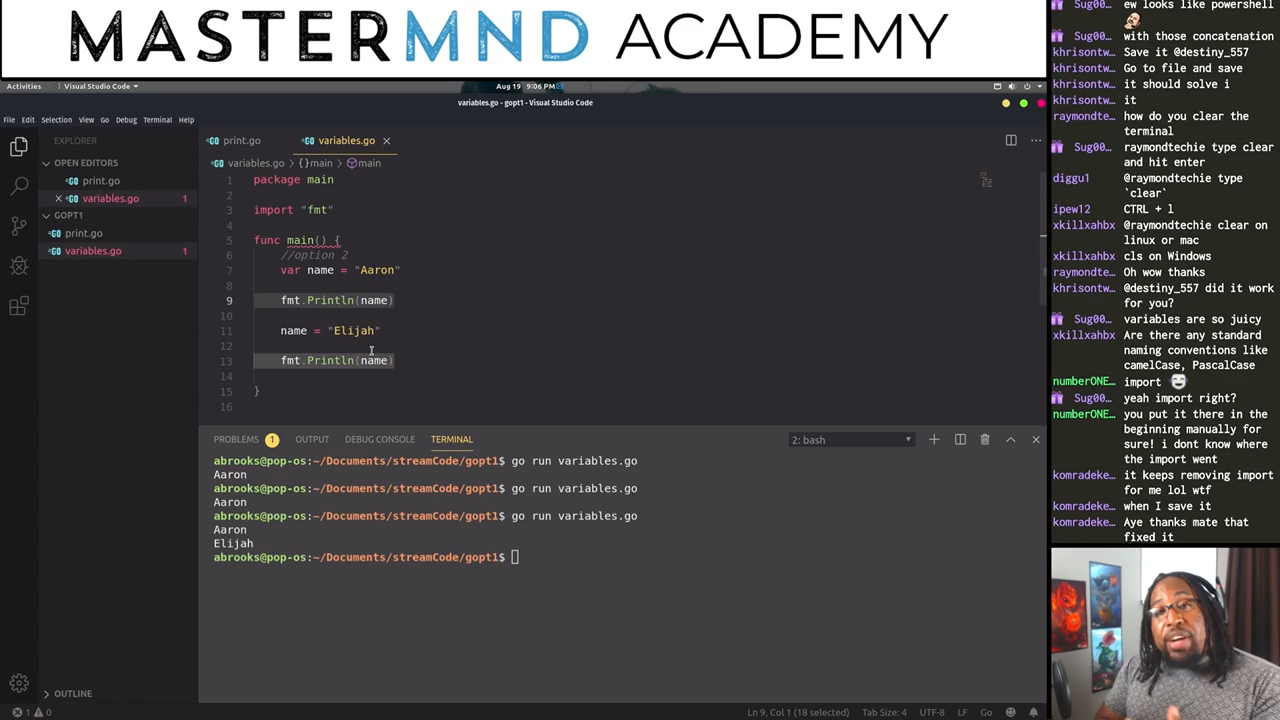 MASTERMND ACADEMY
Activities
Visual Studio Code
Aug 19 9:06 PM
variables.go - gopt1 - Visual Studio Code
File Edit Selection View Go Debug Terminal Help
EXPLORER
OPEN EDITORS
print.go
variables.go 1
GOPT1
print.go
variables.go 1
OUTLINE
print.go
variables.go
variables.go > {} main > main
1 package main
2
3 import "fmt"
4
5 func main() {
6 //option 2
7 var name = "Aaron"
8
9 fmt.Println(name)
10
11 name = "Elijah"
12
13 fmt.Println(name)
14
15 }
16
PROBLEMS 1 OUTPUT DEBUG CONSOLE TERMINAL
2: bash
abrooks@pop-os:~/Documents/streamCode/gopt1$ go run variables.go
Aaron
abrooks@pop-os:~/Documents/streamCode/gopt1$ go run variables.go
Aaron
abrooks@pop-os:~/Documents/streamCode/gopt1$ go run variables.go
Aaron
Elijah
abrooks@pop-os:~/Documents/streamCode/gopt1$
1 0
Ln 9, Col 1 (18 selected) Tab Size: 4 UTF-8 LF Go
ew looks like powershell
Sug00… with those concatenation
khrisontw… Save it @destiny_557
khrisontw… Go to file and save
khrisontw… it should solve i
khrisontw… it
raymondte… how do you clear the
terminal
Sug00… raymondtechie type clear
and hit enter
diggu1 @raymondtechie type
`clear`
ipew12 CTRL + l
xkillxahbx @raymondtechie clear on
linux or mac
xkillxahbx cls on Windows
raymondte… Oh wow thanks
khrisontw… @destiny_557 did it work
for you?
Sug00… variables are so juicy
xkillxahbx Are there any standard
naming conventions like
camelCase, PascalCase
numberONE… import
Sug00… yeah import right?
numberONE… you put it there in the
beginning manually for
sure! i dont know where
the import went
komradeke… it keeps removing import
for me lol wtf
komradeke… when I save it
komradeke… Aye thanks mate that
fixed it